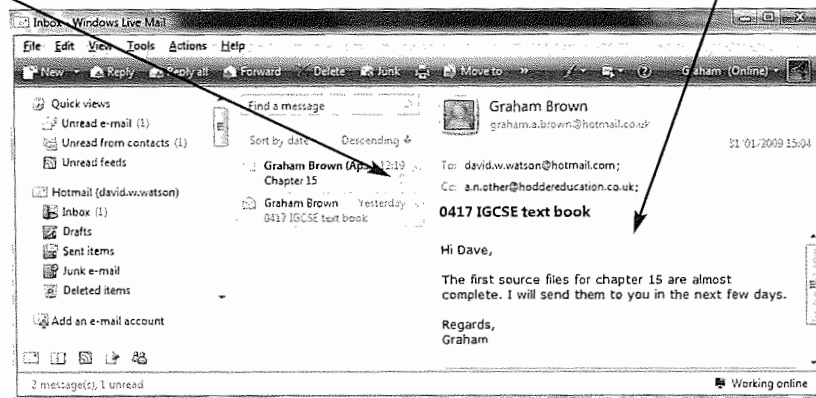 Inbox - Windows Live Mail
File Edit View Tools Actions Help
New Reply Reply all Forward Delete Junk Move to » Graham (Online)
Quick views
Unread e-mail (1)
Unread from contacts (1)
Unread feeds
Hotmail (david.w.watson)
Inbox (1)
Drafts
Sent items
Junk e-mail
Deleted items
Add an e-mail account
Find a message
Sort by date Descending
Graham Brown 12:19
Chapter 15
Graham Brown Yesterday
0417 IGCSE text book
Graham Brown
graham.a.brown@hotmail.co.uk
31/01/2009 15:04
To: david.w.watson@hotmail.com;
Cc: a.n.other@hoddereducation.co.uk;
0417 IGCSE text book
Hi Dave,
The first source files for chapter 15 are almost
complete. I will send them to you in the next few days.
Regards,
Graham
2 message(s), 1 unread
Working online